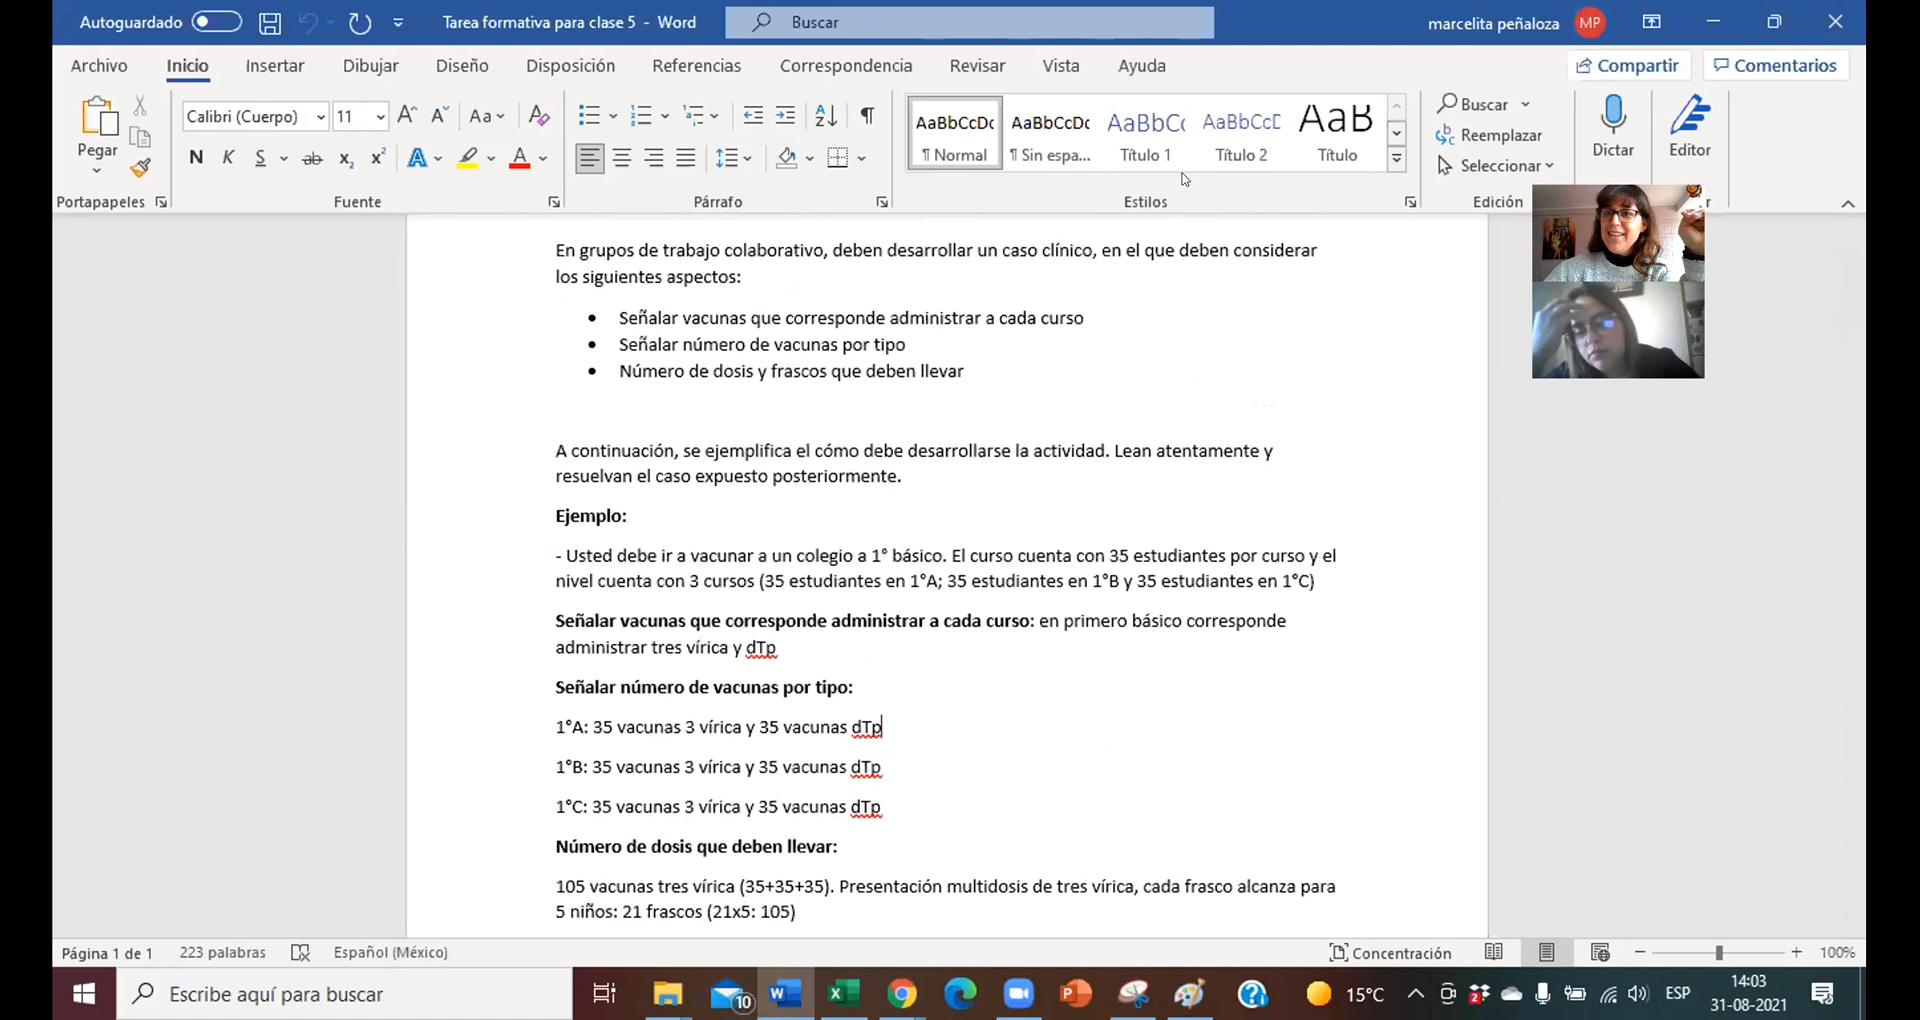 Autoguardado
Tarea formativa para clase 5 - Word
Buscar
marcelita peñaloza
MP
Archivo Inicio Insertar Dibujar Diseño Disposición Referencias Correspondencia Revisar Vista Ayuda
Compartir
Comentarios
Pegar
Calibri (Cuerpo) 11
Aa
N K S ab x₂ x² A A
AaBbCcDc AaBbCcDc AaBbC AaBbCcD AaB
¶ Normal ¶ Sin espa... Título 1 Título 2 Título
Buscar
Reemplazar
Seleccionar
Dictar
Editor
Portapapeles Fuente Párrafo Estilos Edición
En grupos de trabajo colaborativo, deben desarrollar un caso clínico, en el que deben considerar
los siguientes aspectos:
• Señalar vacunas que corresponde administrar a cada curso
• Señalar número de vacunas por tipo
• Número de dosis y frascos que deben llevar
A continuación, se ejemplifica el cómo debe desarrollarse la actividad. Lean atentamente y
resuelvan el caso expuesto posteriormente.
Ejemplo:
- Usted debe ir a vacunar a un colegio a 1° básico. El curso cuenta con 35 estudiantes por curso y el
nivel cuenta con 3 cursos (35 estudiantes en 1°A; 35 estudiantes en 1°B y 35 estudiantes en 1°C)
Señalar vacunas que corresponde administrar a cada curso: en primero básico corresponde
administrar tres vírica y dTp
Señalar número de vacunas por tipo:
1°A: 35 vacunas 3 vírica y 35 vacunas dTp
1°B: 35 vacunas 3 vírica y 35 vacunas dTp
1°C: 35 vacunas 3 vírica y 35 vacunas dTp
Número de dosis que deben llevar:
105 vacunas tres vírica (35+35+35). Presentación multidosis de tres vírica, cada frasco alcanza para
5 niños: 21 frascos (21x5: 105)
Página 1 de 1 223 palabras Español (México)
Concentración
100%
Escribe aquí para buscar
10
2
15°C
ESP
14:03
31-08-2021